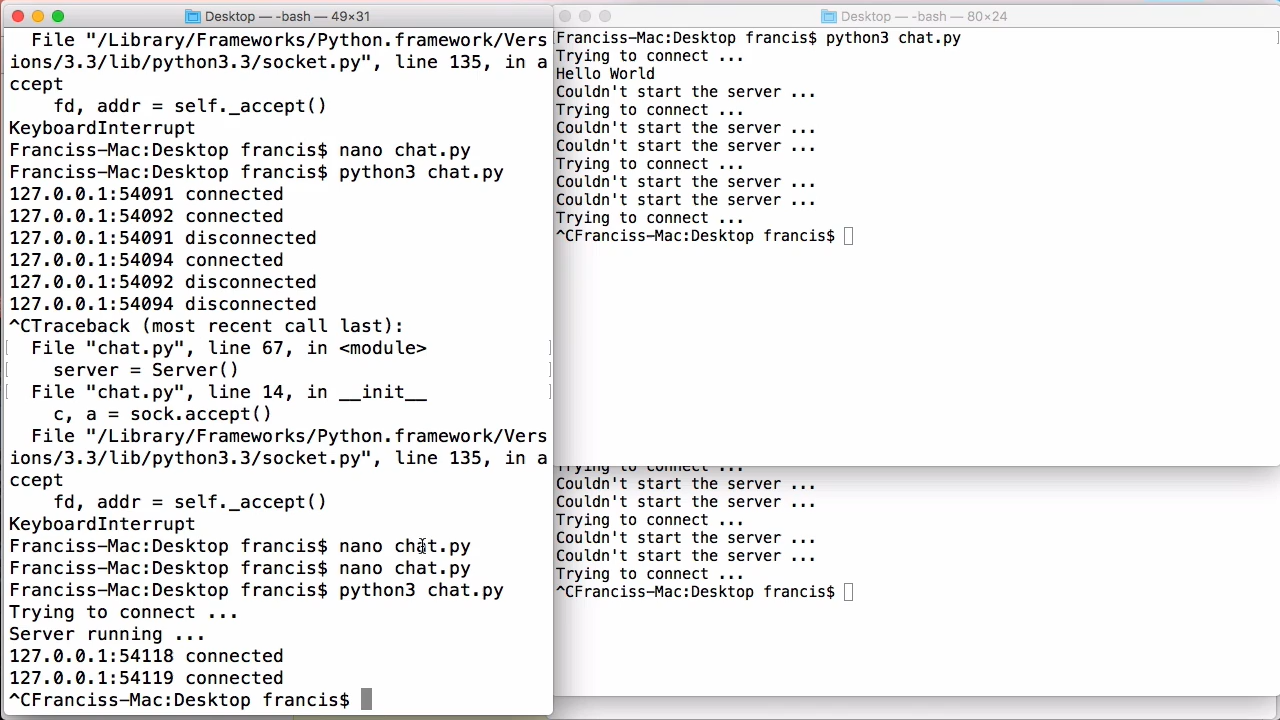 Desktop — -bash — 49×31
File "/Library/Frameworks/Python.framework/Vers
ions/3.3/lib/python3.3/socket.py", line 135, in a
ccept
fd, addr = self._accept()
KeyboardInterrupt
Franciss-Mac:Desktop francis$ nano chat.py
Franciss-Mac:Desktop francis$ python3 chat.py
127.0.0.1:54091 connected
127.0.0.1:54092 connected
127.0.0.1:54091 disconnected
127.0.0.1:54094 connected
127.0.0.1:54092 disconnected
127.0.0.1:54094 disconnected
^CTraceback (most recent call last):
File "chat.py", line 67, in <module>
server = Server()
File "chat.py", line 14, in __init__
c, a = sock.accept()
File "/Library/Frameworks/Python.framework/Vers
ions/3.3/lib/python3.3/socket.py", line 135, in a
ccept
fd, addr = self._accept()
KeyboardInterrupt
Franciss-Mac:Desktop francis$ nano chat.py
Franciss-Mac:Desktop francis$ nano chat.py
Franciss-Mac:Desktop francis$ python3 chat.py
Trying to connect ...
Server running ...
127.0.0.1:54118 connected
127.0.0.1:54119 connected
^CFranciss-Mac:Desktop francis$
Desktop — -bash — 80×24
Franciss-Mac:Desktop francis$ python3 chat.py
Trying to connect ...
Hello World
Couldn't start the server ...
Trying to connect ...
Couldn't start the server ...
Couldn't start the server ...
Trying to connect ...
Couldn't start the server ...
Couldn't start the server ...
Trying to connect ...
^CFranciss-Mac:Desktop francis$
Trying to connect ...
Couldn't start the server ...
Couldn't start the server ...
Trying to connect ...
Couldn't start the server ...
Couldn't start the server ...
Trying to connect ...
^CFranciss-Mac:Desktop francis$